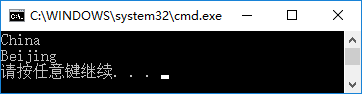 C:\WINDOWS\system32\cmd.exe
China
Beijing
请按任意键继续. . .